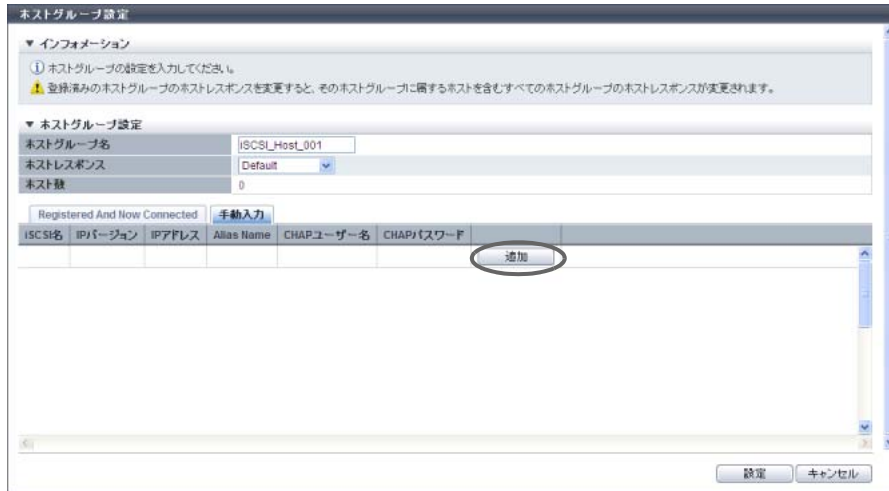 ホストグループ設定
▼ インフォメーション
ホストグループの設定を入力してください。
登録済みのホストグループのホストレスポンスを変更すると、そのホストグループに属するホストを含むすべてのホストグループのホストレスポンスが変更されます。
▼ ホストグループ設定
ホストグループ名 iSCSI_Host_001
ホストレスポンス Default
ホスト数 0
Registered And Now Connected 手動入力
iSCSI名 IPバージョン IPアドレス Alias Name CHAPユーザー名 CHAPパスワード
追加
設定 キャンセル